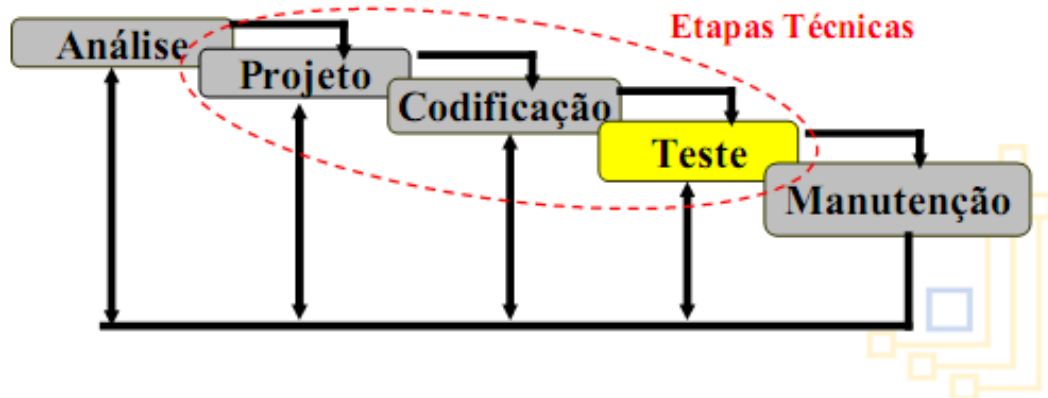 Etapas Técnicas
Análise
Projeto
Codificação
Teste
Manutenção